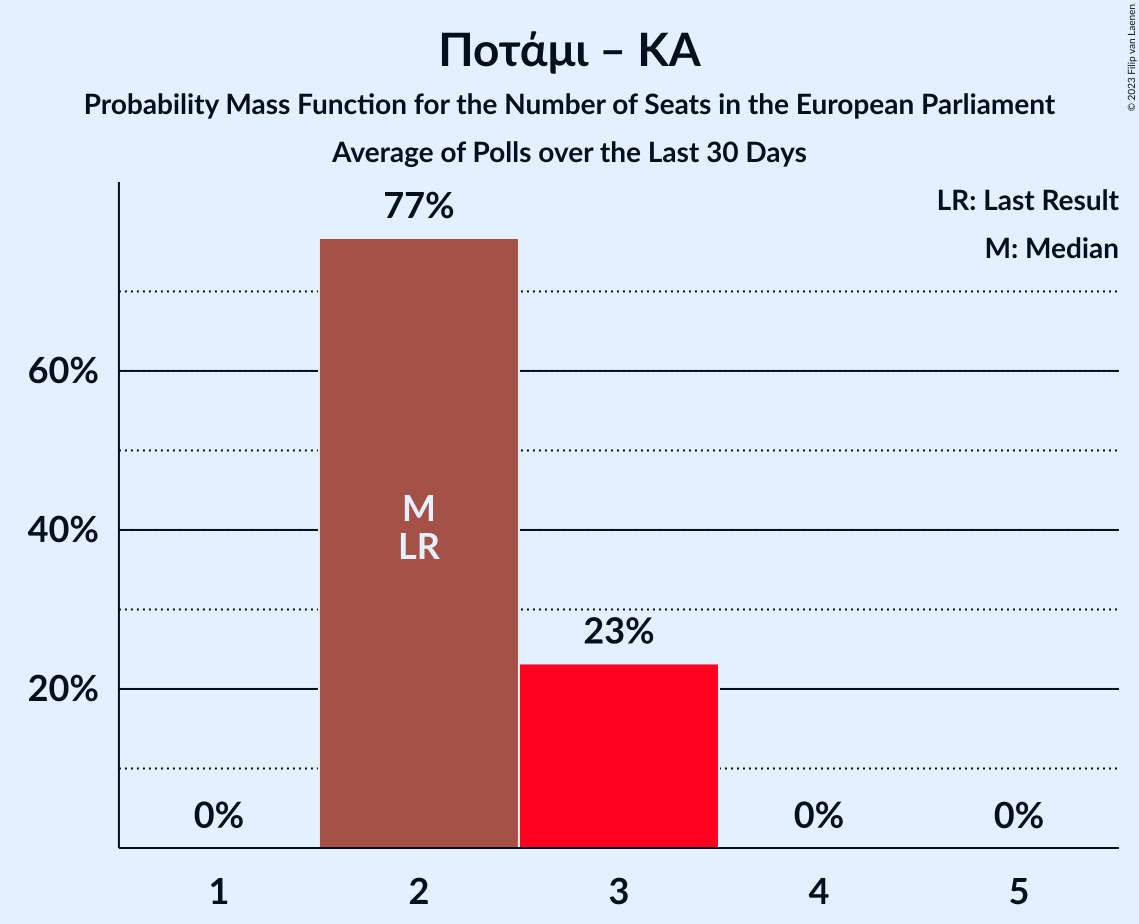 Ποτάμι – ΚΑ
Probability Mass Function for the Number of Seats in the European Parliament
Average of Polls over the Last 30 Days
© 2023 Filip van Laenen
LR: Last Result
M: Median
77%
60%
M
40%
LR
23%
20%
0%
0%
0%
1
2
3
4
5